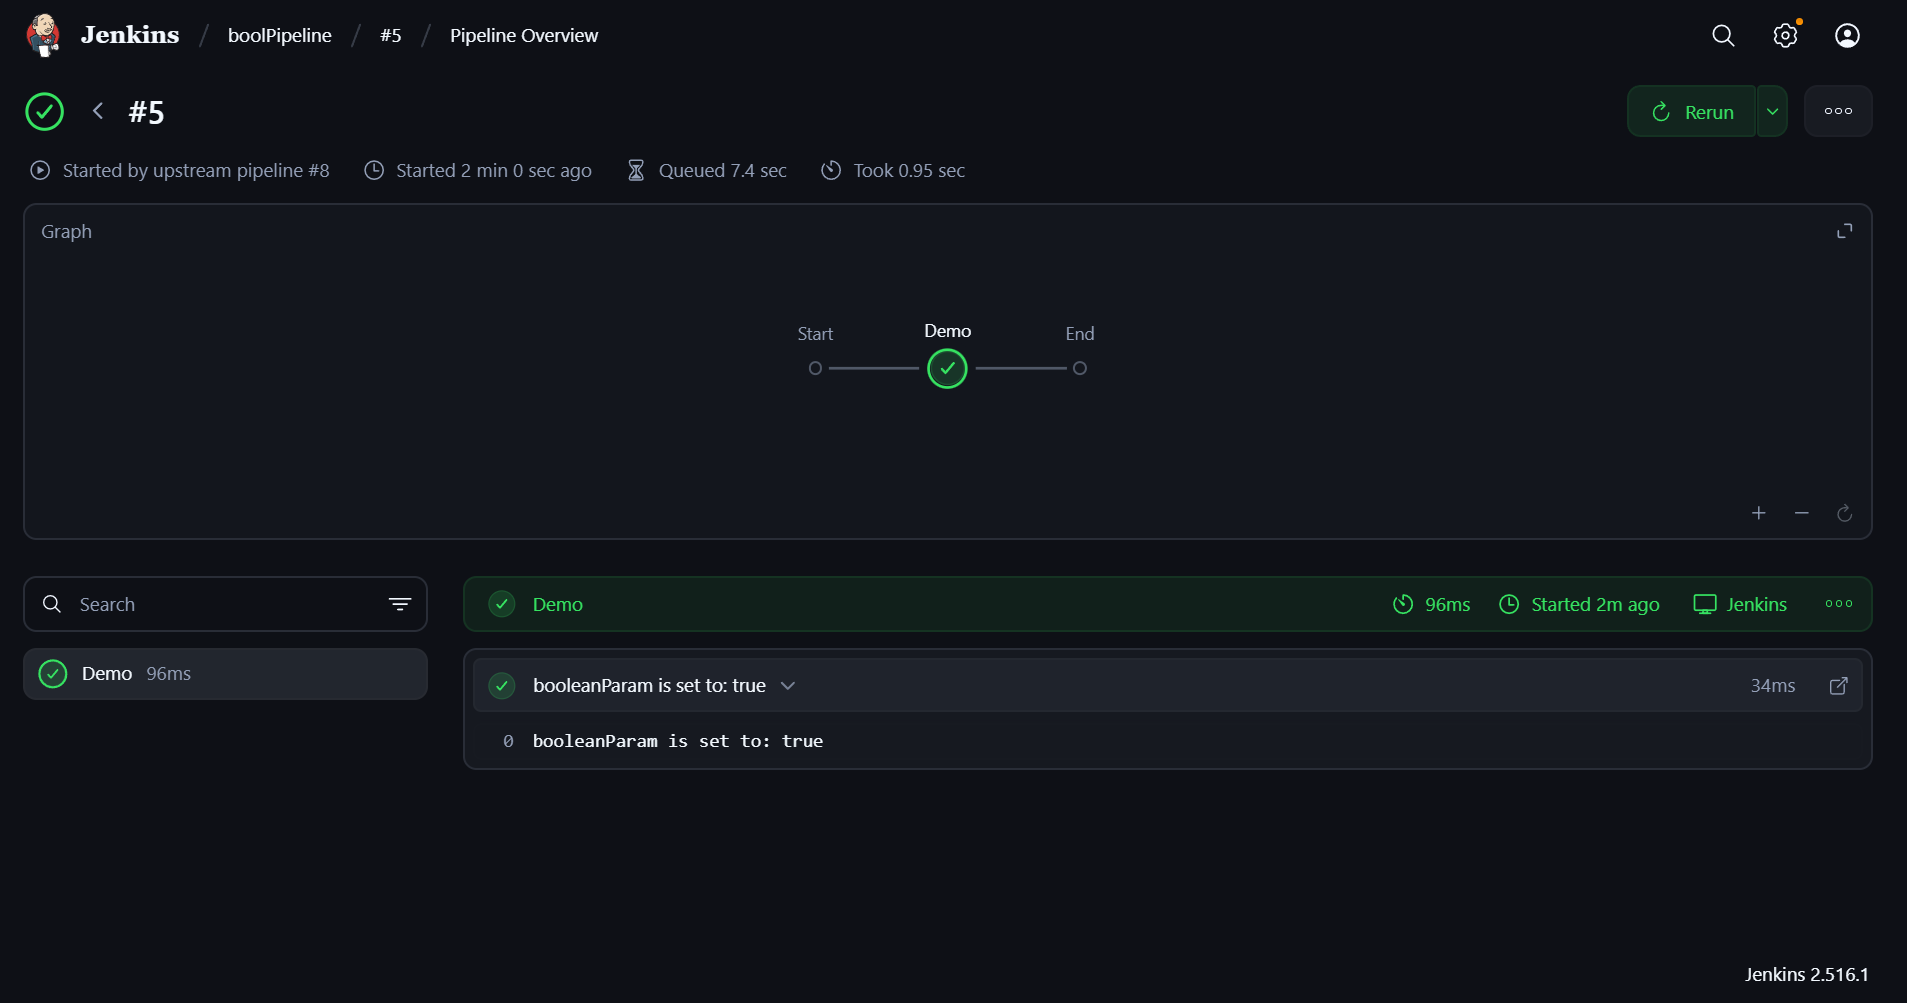 Jenkins / boolPipeline / #5 / Pipeline Overview
#5
Rerun
Started by upstream pipeline #8 Started 2 min 0 sec ago Queued 7.4 sec Took 0.95 sec
Graph
Start Demo End
Search
Demo 96ms Started 2m ago Jenkins
Demo 96ms
booleanParam is set to: true 34ms
0 booleanParam is set to: true
Jenkins 2.516.1